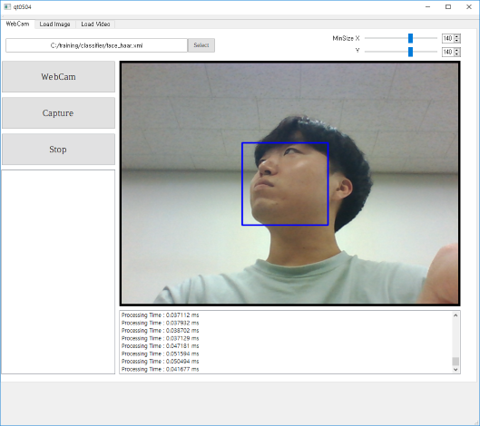 qt0504
WebCam Load Image Load Video
C:/training/classifier/face_haar.xml Select
MinSize X 140
Y 140
WebCam
Capture
Stop
Processing Time : 0.037112 ms
Processing Time : 0.037932 ms
Processing Time : 0.038702 ms
Processing Time : 0.037129 ms
Processing Time : 0.047181 ms
Processing Time : 0.051594 ms
Processing Time : 0.050494 ms
Processing Time : 0.041677 ms